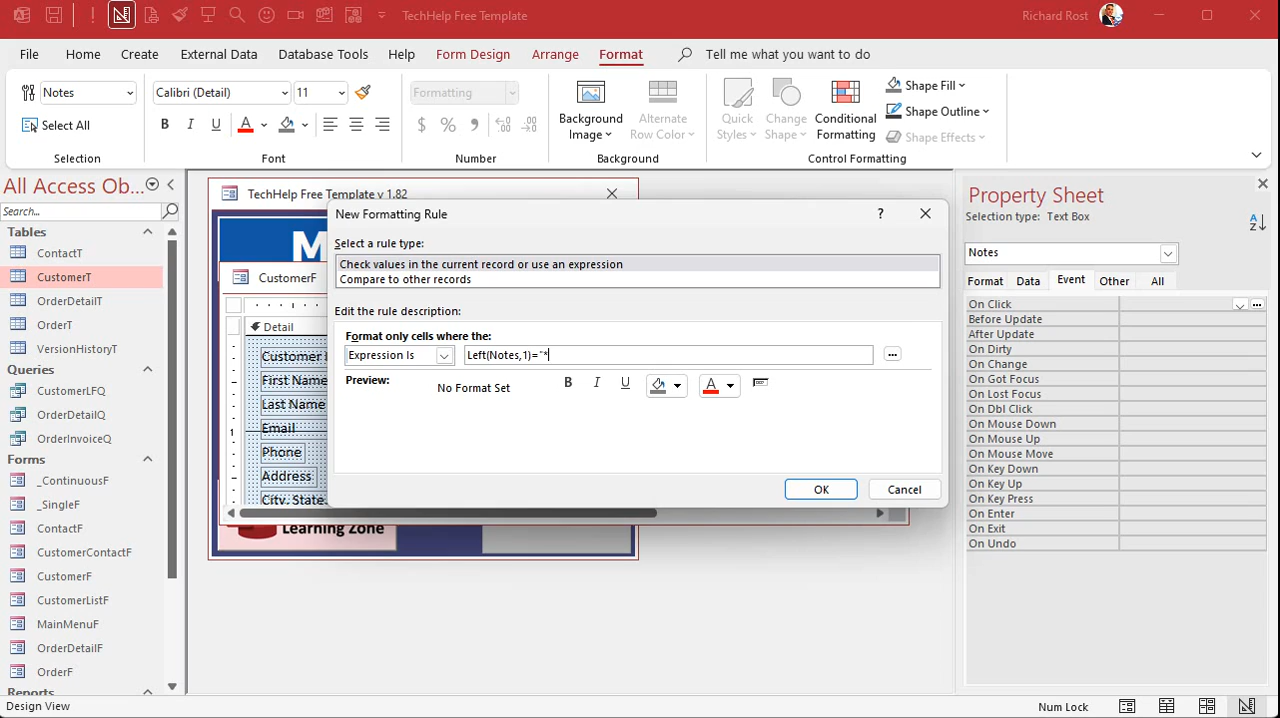 TechHelp Free Template
Richard Rost
File Home Create External Data Database Tools Help Form Design Arrange Format Tell me what you want to do
Notes
Select All
Selection
Calibri (Detail) 11
B I U A
Font
Formatting
$ % 9
Number
Background
Image
Alternate
Row Color
Background
Quick
Styles
Change
Shape
Conditional
Formatting
Shape Fill
Shape Outline
Shape Effects
Control Formatting
All Access Ob...
Search...
Tables
ContactT
CustomerT
OrderDetailT
OrderT
VersionHistoryT
Queries
CustomerLFQ
OrderDetailQ
OrderInvoiceQ
Forms
_ContinuousF
_SingleF
ContactF
CustomerContactF
CustomerF
CustomerListF
MainMenuF
OrderDetailF
OrderF
Reports
TechHelp Free Template v 1.82
M
CustomerF
Detail
Customer
First Name
Last Name
Email
Phone
Address
City, State,
1
Learning Zone
New Formatting Rule
?
Select a rule type:
Check values in the current record or use an expression
Compare to other records
Edit the rule description:
Format only cells where the:
Expression Is Left(Notes,1)="*
Preview: No Format Set B I U A
OK Cancel
Property Sheet
Selection type: Text Box
A
Z
Notes
Format Data Event Other All
On Click
Before Update
After Update
On Dirty
On Change
On Got Focus
On Lost Focus
On Dbl Click
On Mouse Down
On Mouse Up
On Mouse Move
On Key Down
On Key Up
On Key Press
On Enter
On Exit
On Undo
Design View
Num Lock